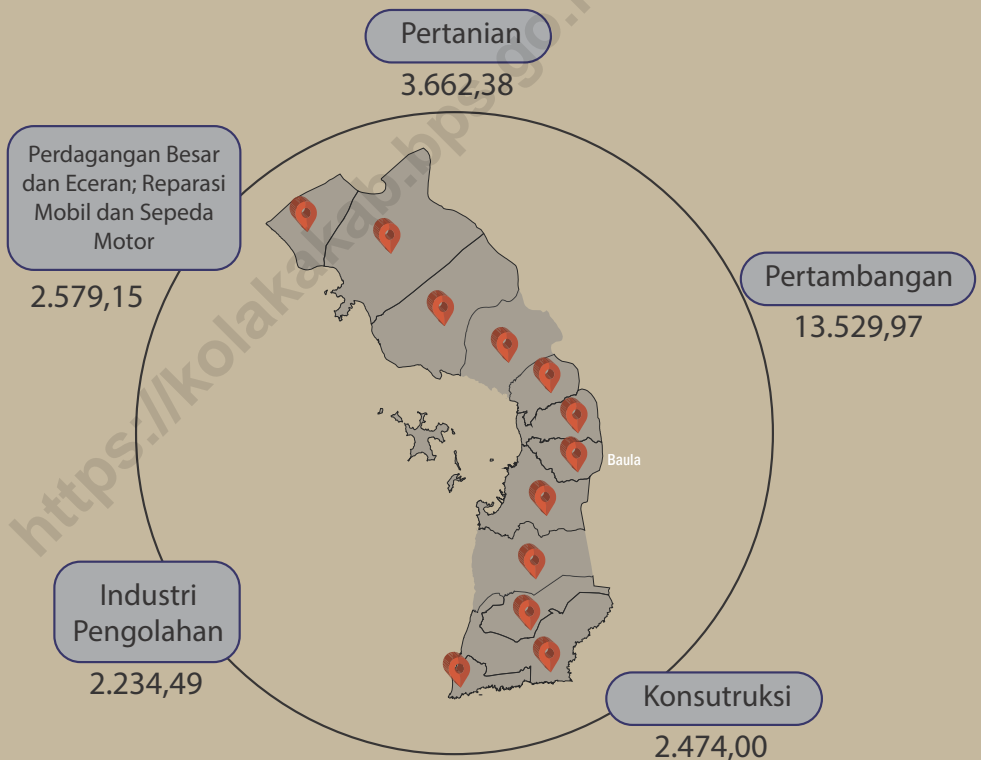 Pertanian
3.662,38
Perdagangan Besar
dan Eceran; Reparasi
Mobil dan Sepeda
Motor
2.579,15
Pertambangan
13.529,97
Baula
Industri
Pengolahan
2.234,49
Konsutruksi
2.474,00
https://kolakakab.bps.go.